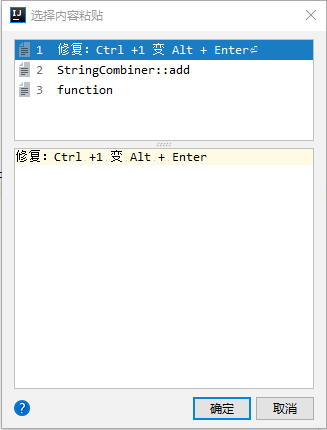 IJ 选择内容粘贴
1 修复：Ctrl +1 变 Alt + Enter⏎
2 StringCombiner::add
3 function
修复：Ctrl +1 变 Alt + Enter
? 确定 取消